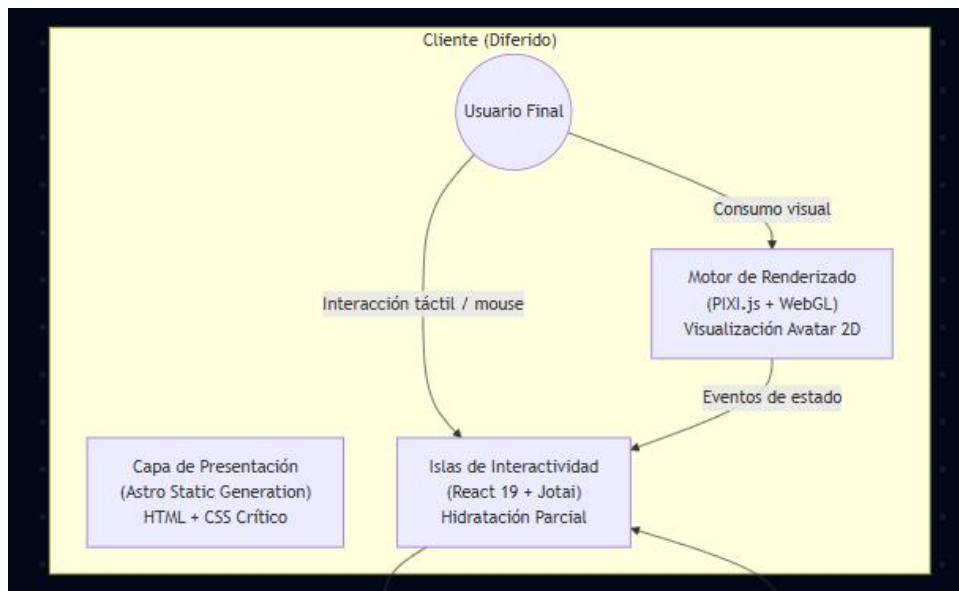 Cliente (Diferido)
Usuario Final
Consumo visual
Motor de Renderizado
(PIXI.js + WebGL)
Visualización Avatar 2D
Interacción táctil / mouse
Eventos de estado
Capa de Presentación
(Astro Static Generation)
HTML + CSS Crítico
Islas de Interactividad
(React 19 + Jotai)
Hidratación Parcial